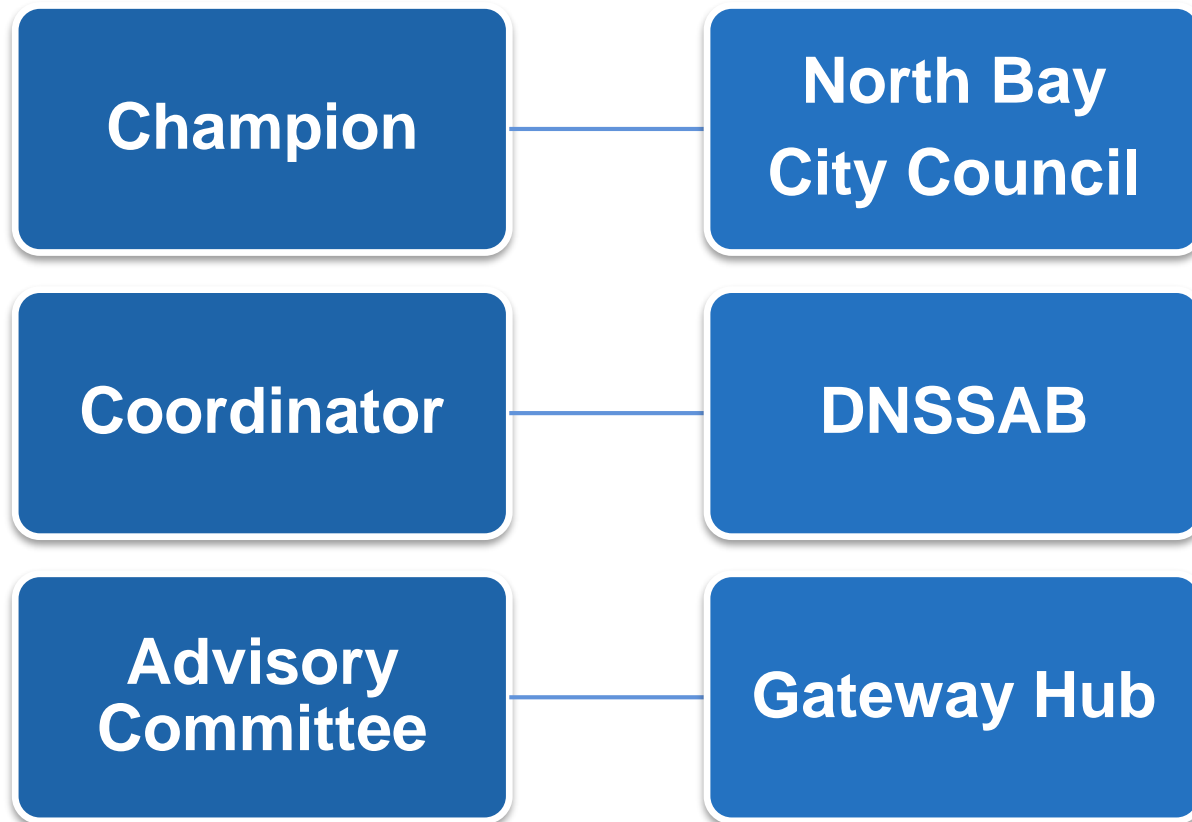 Champion
North Bay
City Council
Coordinator
DNSSAB
Advisory
Committee
Gateway Hub